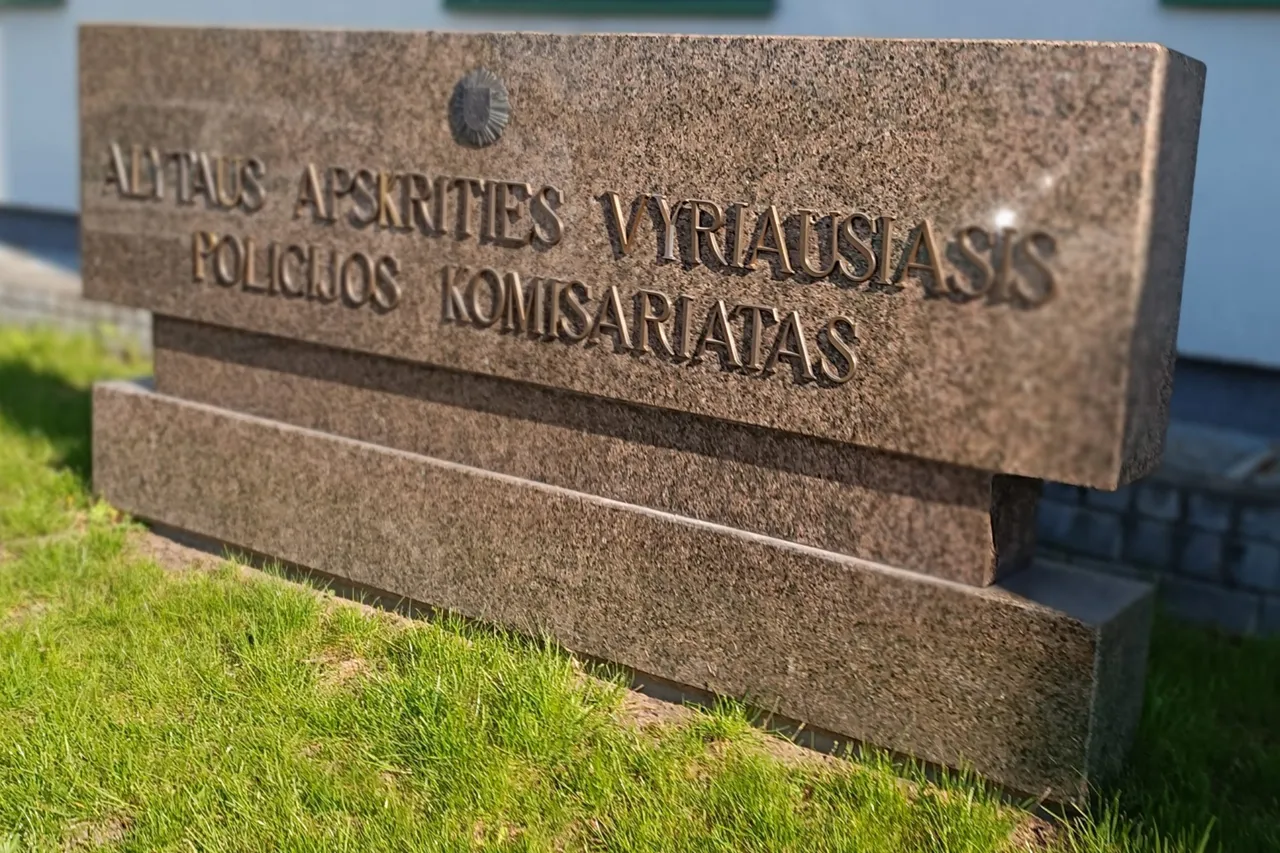 ALYTAUS APSKRITIES VYRIAUSIASIS
POLICIJOS KOMISARIATAS